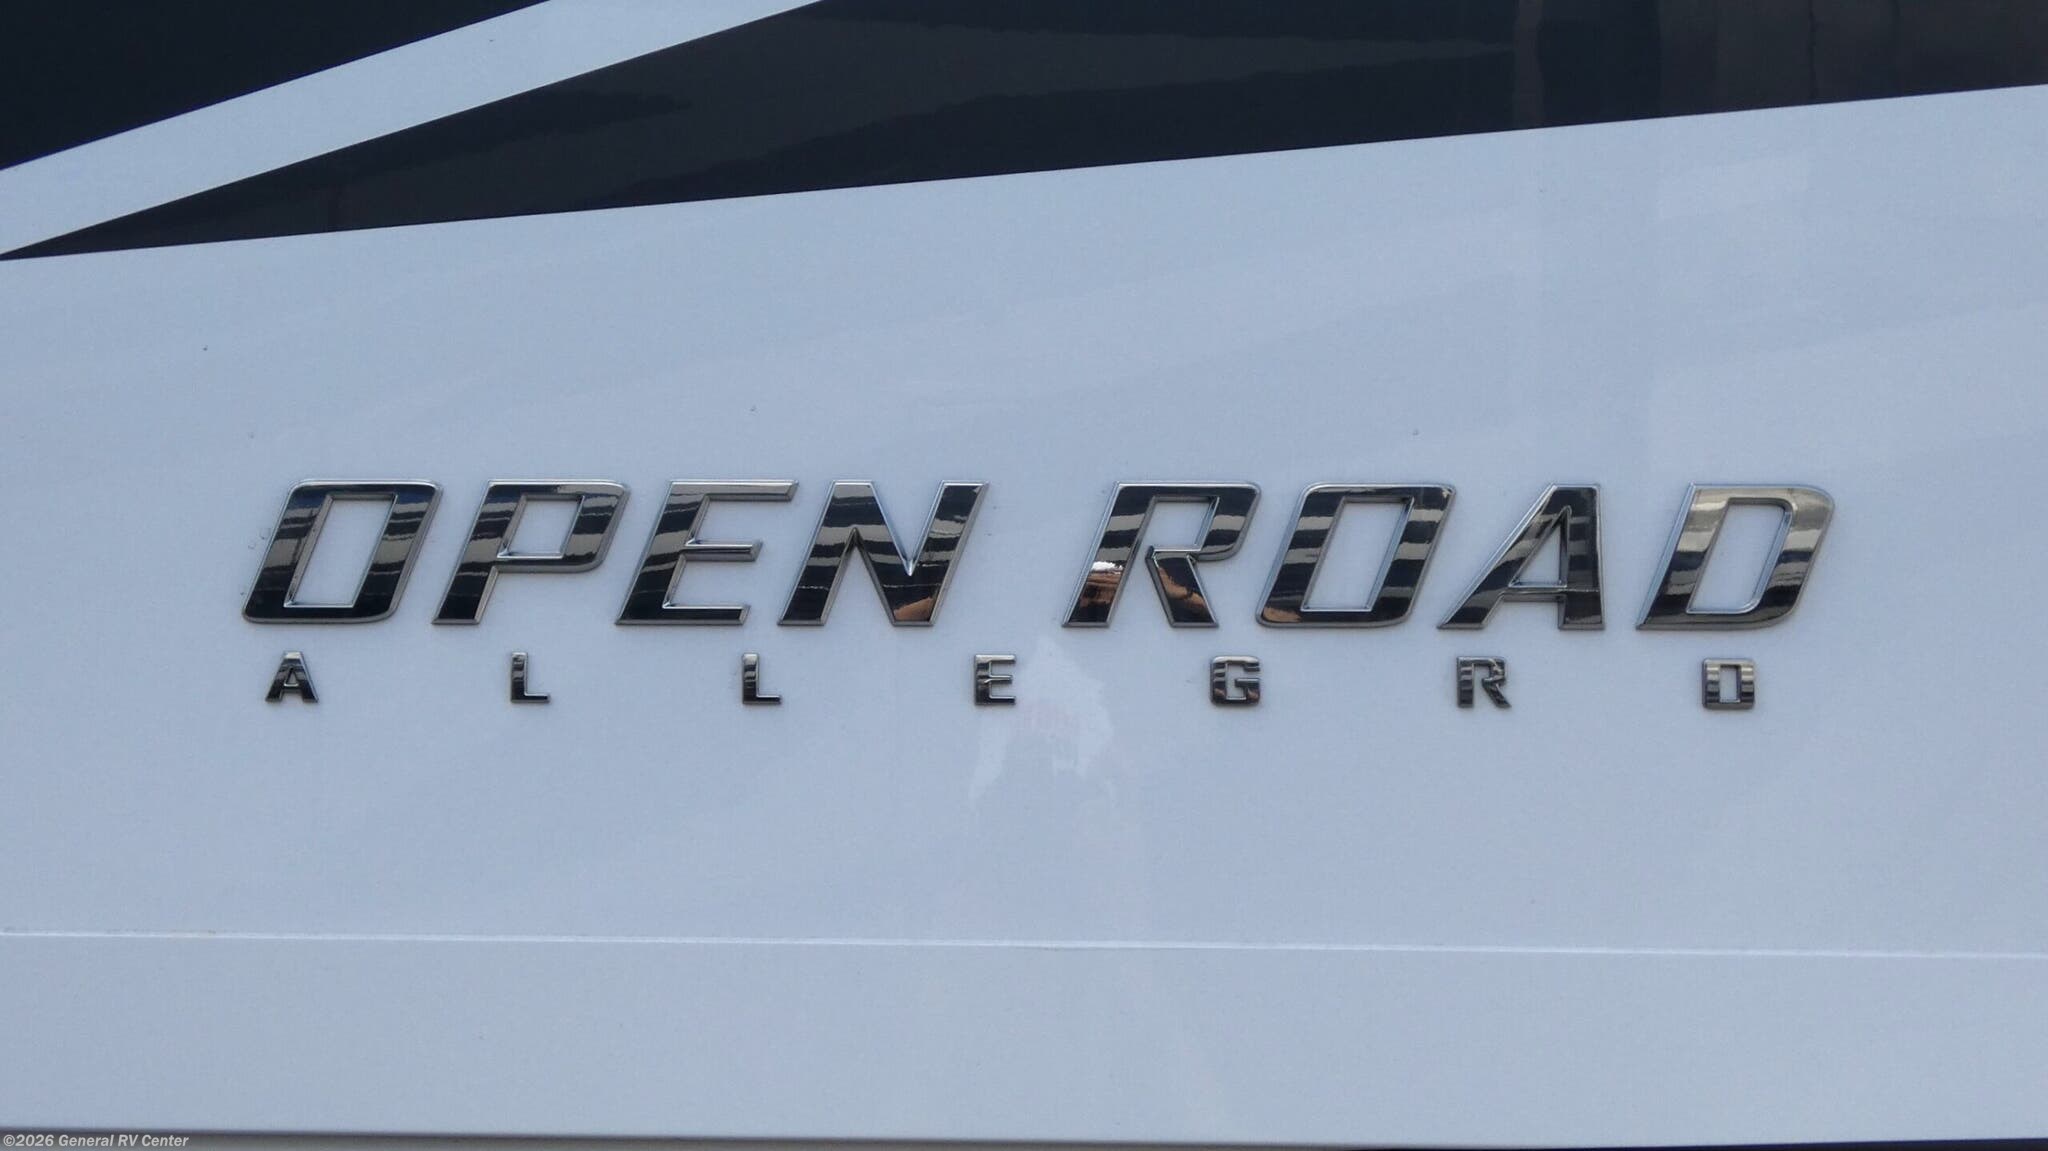 OPEN ROAD
ALLEGRO
©2026 General RV Center